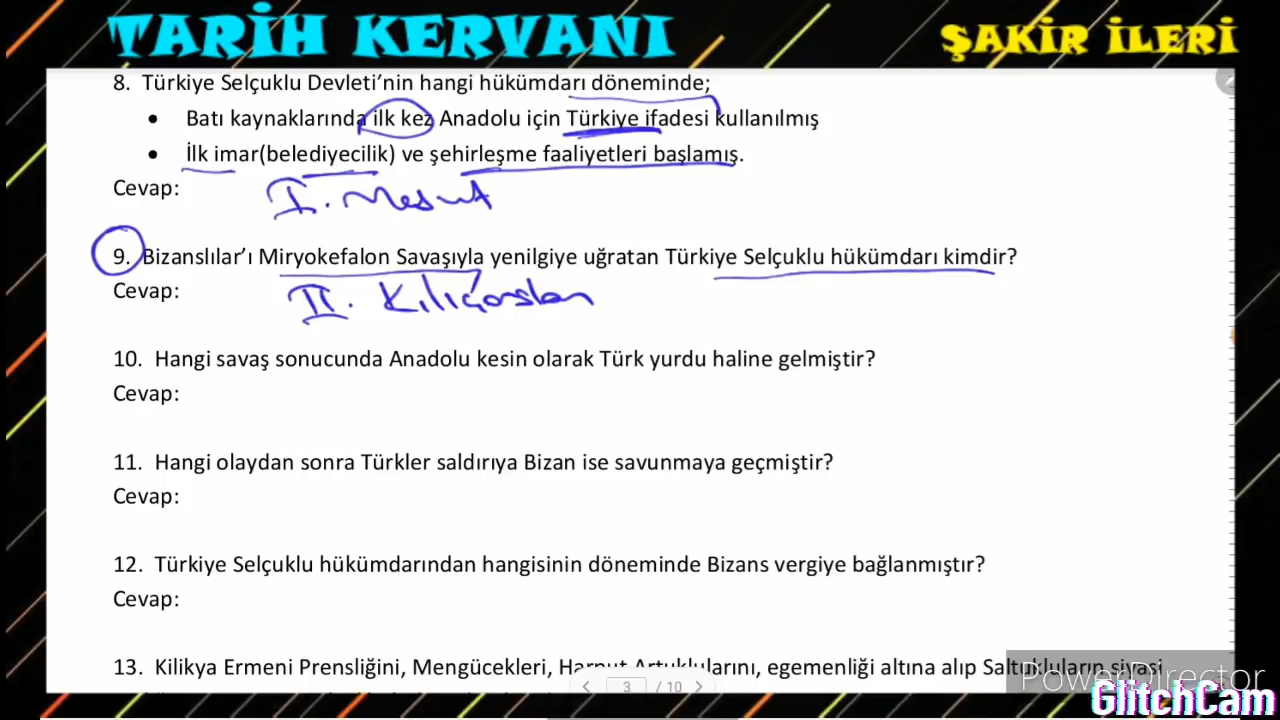 TARİH KERVANI
ŞAKİR İLERİ
8. Türkiye Selçuklu Devleti’nin hangi hükümdarı döneminde;
• Batı kaynaklarında ilk kez Anadolu için Türkiye ifadesi kullanılmış
• İlk imar(belediyecilik) ve şehirleşme faaliyetleri başlamış.
Cevap:
I. Mesut
9. Bizanslılar’ı Miryokefalon Savaşıyla yenilgiye uğratan Türkiye Selçuklu hükümdarı kimdir?
Cevap:
II. Kılıçarslan
10. Hangi savaş sonucunda Anadolu kesin olarak Türk yurdu haline gelmiştir?
Cevap:
11. Hangi olaydan sonra Türkler saldırıya Bizan ise savunmaya geçmiştir?
Cevap:
12. Türkiye Selçuklu hükümdarından hangisinin döneminde Bizans vergiye bağlanmıştır?
Cevap:
13. Kilikya Ermeni Prensliğini, Mengücekleri, Harput Artuklularını, egemenliği altına alıp Saltukluların siyasi
3 / 10
PowerDirector
GlitchCam